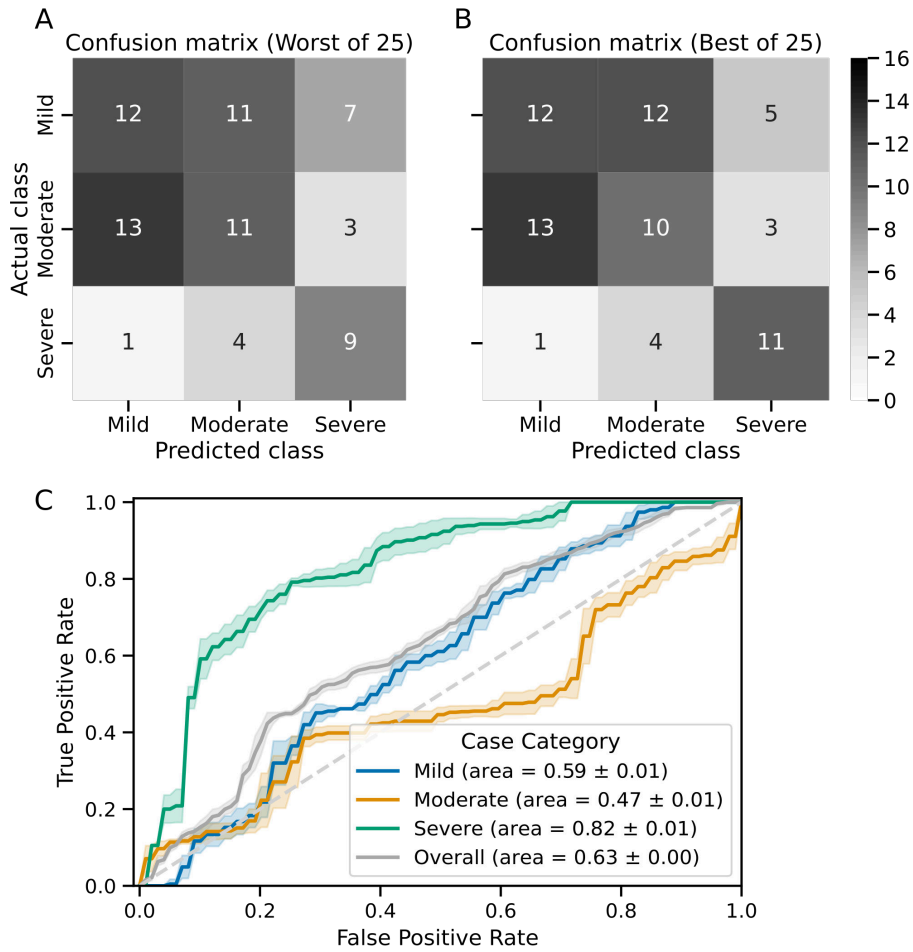 A
Confusion matrix (Worst of 25)
Actual class
Mild
12 11 7
Moderate
13 11 3
Severe
1 4 9
Mild Moderate Severe
Predicted class
B
Confusion matrix (Best of 25)
12 12 5
13 10 3
1 4 11
Mild Moderate Severe
Predicted class
16
14
12
10
8
6
4
2
0
C
True Positive Rate
1.0
0.8
0.6
0.4
0.2
0.0
Case Category
Mild (area = 0.59 ± 0.01)
Moderate (area = 0.47 ± 0.01)
Severe (area = 0.82 ± 0.01)
Overall (area = 0.63 ± 0.00)
0.0 0.2 0.4 0.6 0.8 1.0
False Positive Rate